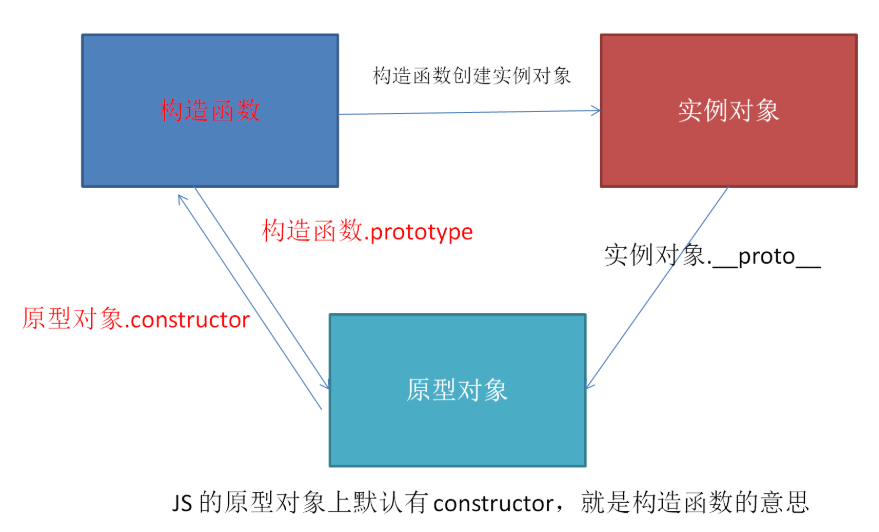 构造函数创建实例对象
构造函数
实例对象
构造函数.prototype
实例对象.__proto__
原型对象.constructor
原型对象
JS 的原型对象上默认有 constructor，就是构造函数的意思